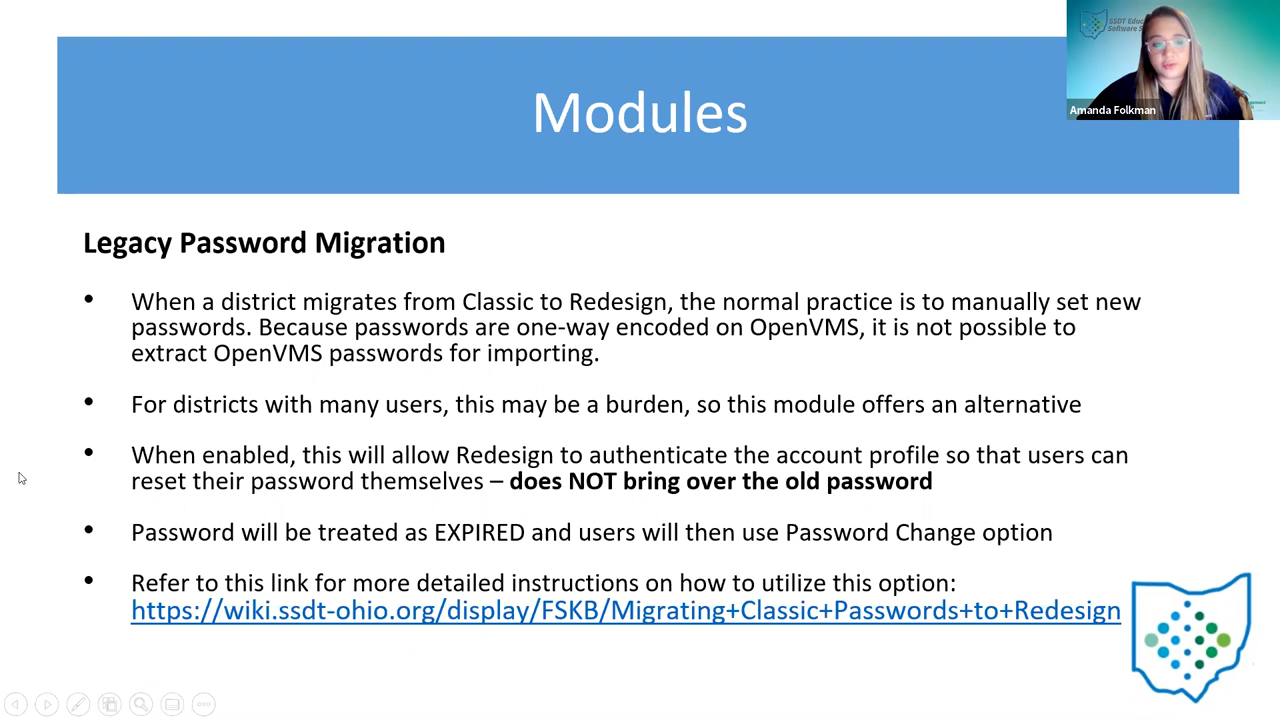 SSDT Educ
Software S
Amanda Folkman
Modules
Legacy Password Migration
• When a district migrates from Classic to Redesign, the normal practice is to manually set new
passwords. Because passwords are one-way encoded on OpenVMS, it is not possible to
extract OpenVMS passwords for importing.
• For districts with many users, this may be a burden, so this module offers an alternative
• When enabled, this will allow Redesign to authenticate the account profile so that users can
reset their password themselves – does NOT bring over the old password
• Password will be treated as EXPIRED and users will then use Password Change option
• Refer to this link for more detailed instructions on how to utilize this option:
https://wiki.ssdt-ohio.org/display/FSKB/Migrating+Classic+Passwords+to+Redesign